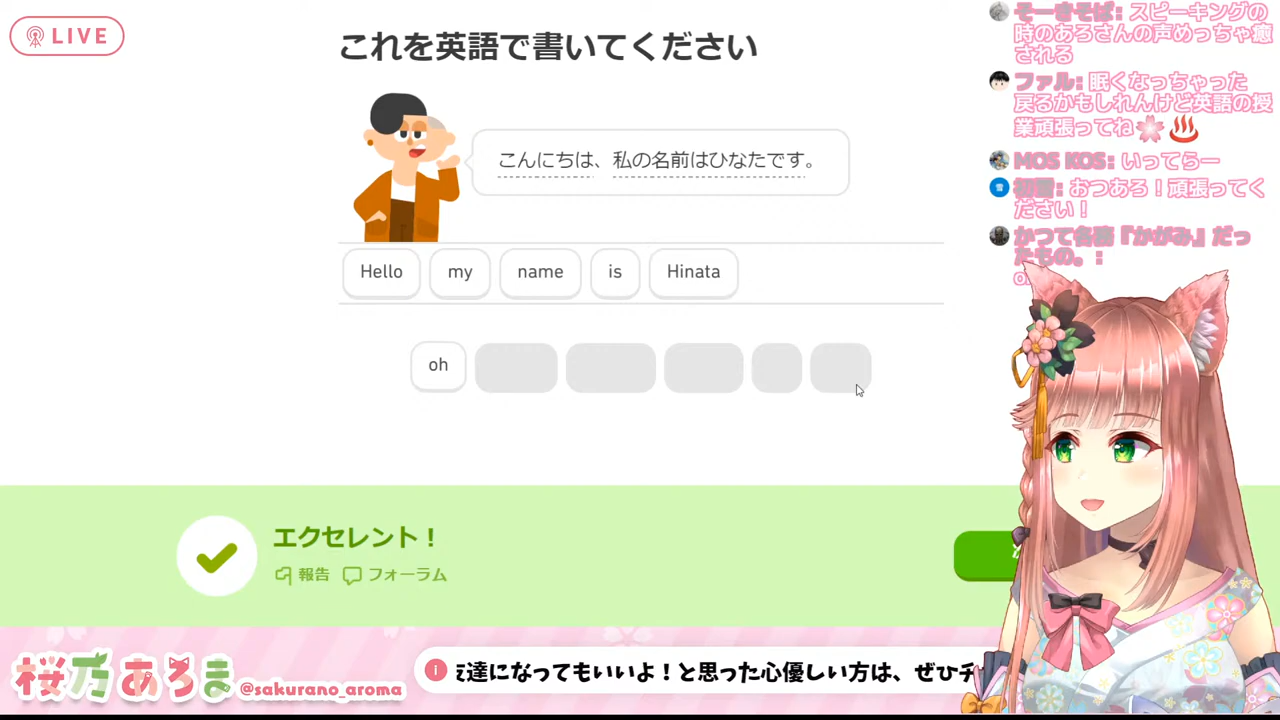 LIVE
これを英語で書いてください
こんにちは、私の名前はひなたです。
Hello my name is Hinata
oh
エクセレント！
報告 フォーラム
桜乃あろま @sakurano_aroma
達になってもいいよ！と思った心優しい方は、ぜひチ
そーきそば: スピーキングの
時のあろさんの声めっちゃ癒
される
ファル: 眠くなっちゃった
戻るかもしれんけど英語の授
業頑張ってね
MOS KOS: いってらー
おつあろ！頑張ってく
ださい！
かつて各務『かがみ』だっ
たもの。: